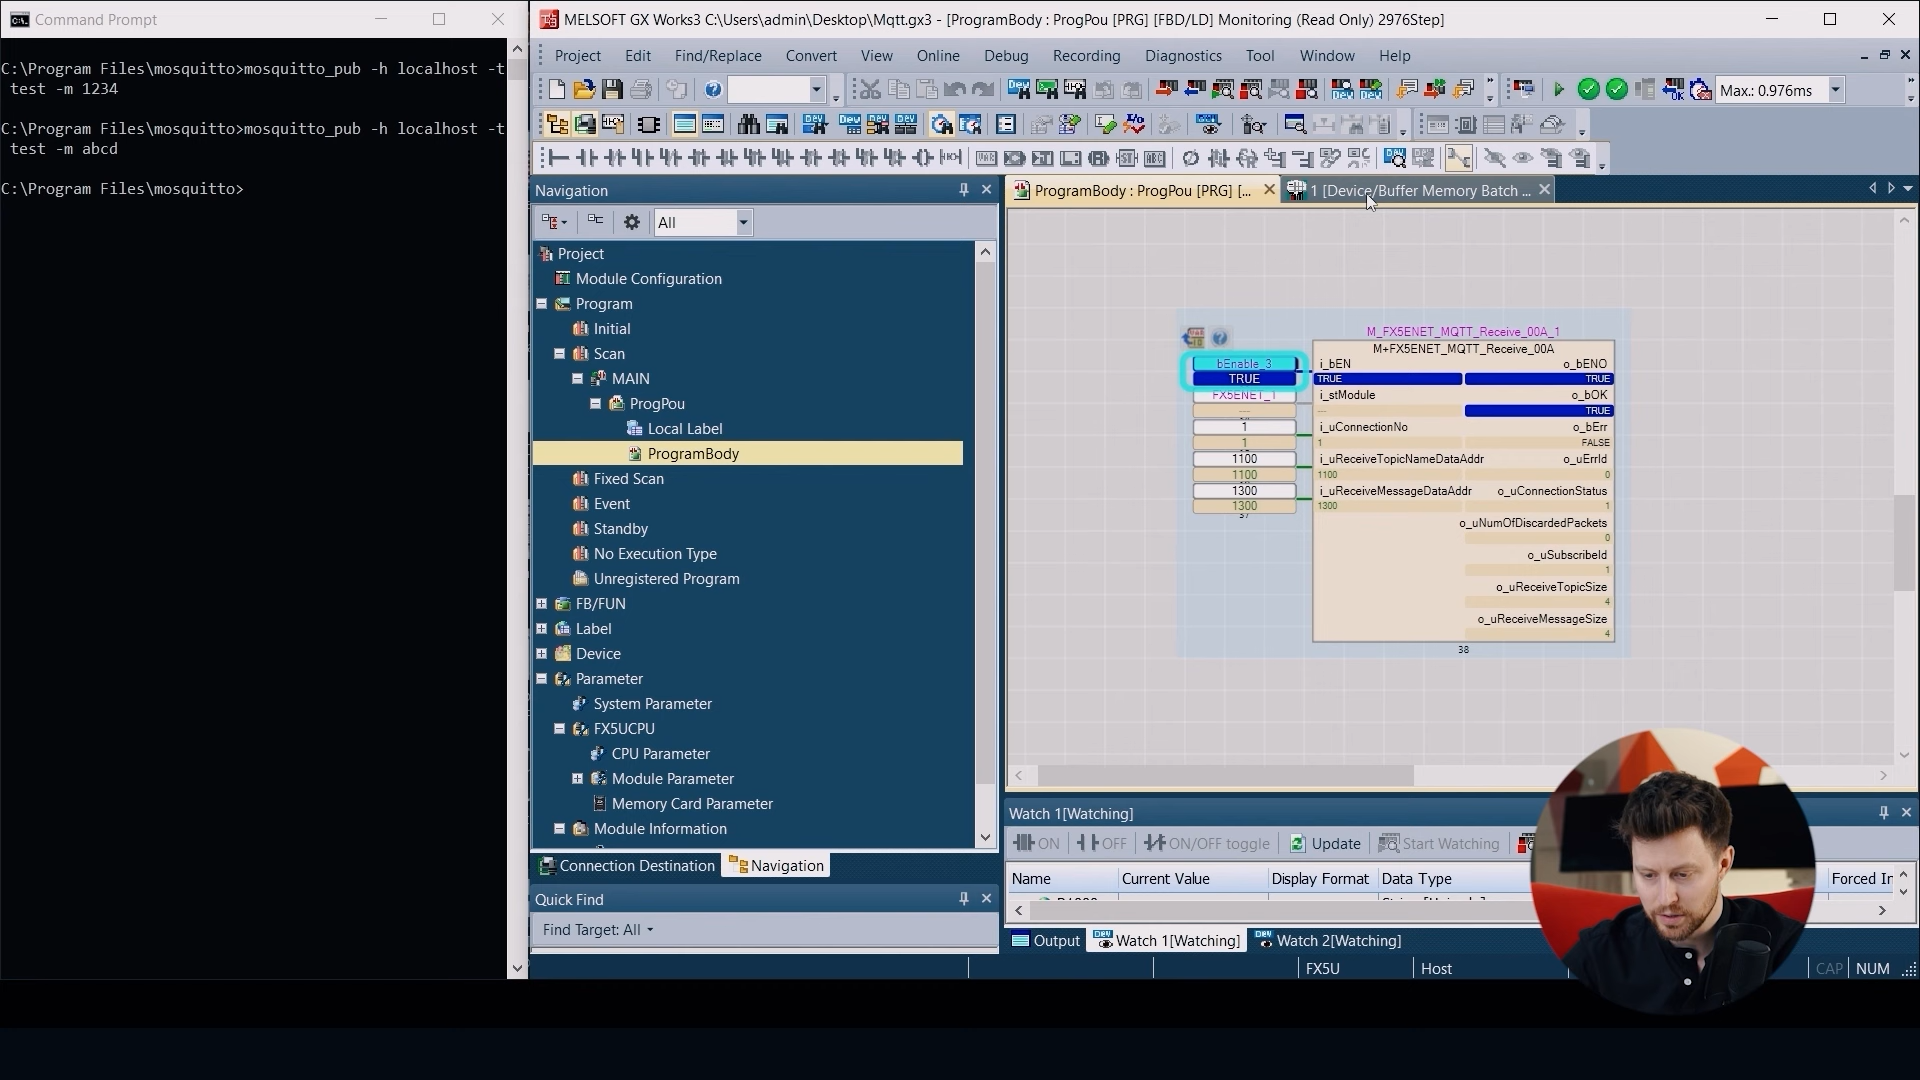 Command Prompt
C:\Program Files\mosquitto>mosquitto_pub -h localhost -t
test -m 1234
C:\Program Files\mosquitto>mosquitto_pub -h localhost -t
test -m abcd
C:\Program Files\mosquitto>
MELSOFT GX Works3 C:\Users\admin\Desktop\Mqtt.gx3 - [ProgramBody : ProgPou [PRG] [FBD/LD] Monitoring (Read Only) 2976Step]
Project Edit Find/Replace Convert View Online Debug Recording Diagnostics Tool Window Help
Max.: 0.976ms
Navigation
All
Project
Module Configuration
Program
Initial
Scan
MAIN
ProgPou
Local Label
ProgramBody
Fixed Scan
Event
Standby
No Execution Type
Unregistered Program
FB/FUN
Label
Device
Parameter
System Parameter
FX5UCPU
CPU Parameter
Module Parameter
Memory Card Parameter
Module Information
Connection Destination Navigation
Quick Find
Find Target: All
ProgramBody : ProgPou [PRG] [...
1 [Device/Buffer Memory Batch ...
M_FX5ENET_MQTT_Receive_00A_1
M+FX5ENET_MQTT_Receive_00A
bEnable_3 i_bEN o_bENO
TRUE TRUE TRUE
FX5ENET_1 i_stModule o_bOK
--- --- TRUE
1 i_uConnectionNo o_bErr
1 1 FALSE
1100 i_uReceiveTopicNameDataAddr o_uErrId
1100 1100 0
1300 i_uReceiveMessageDataAddr o_uConnectionStatus
1300 1300 1
37
o_uNumOfDiscardedPackets
0
o_uSubscribeId
1
o_uReceiveTopicSize
4
o_uReceiveMessageSize
4
38
Watch 1[Watching]
ON OFF ON/OFF toggle Update Start Watching
Name Current Value Display Format Data Type Forced In
Output Watch 1[Watching] Watch 2[Watching]
FX5U Host CAP NUM